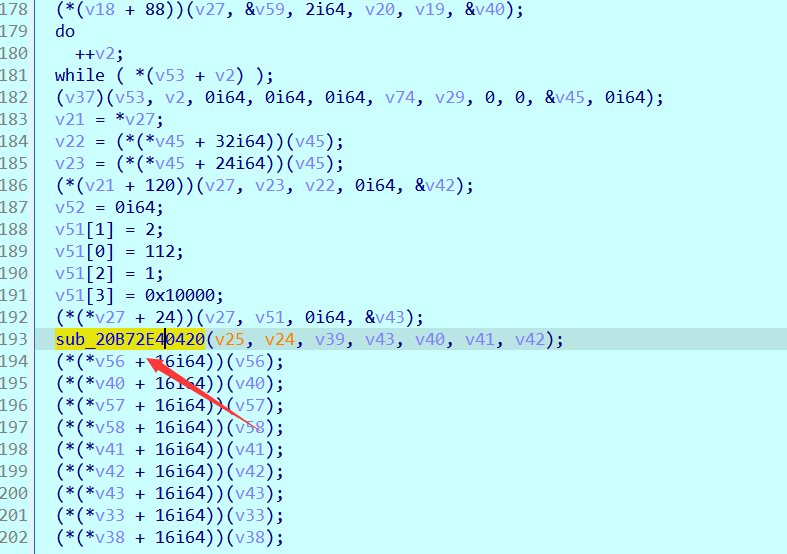 178 (*(v18 + 88))(v27, &v59, 2i64, v20, v19, &v40);
179 do
180 ++v2;
181 while ( *(v53 + v2) );
182 (v37)(v53, v2, 0i64, 0i64, 0i64, v74, v29, 0, 0, &v45, 0i64);
183 v21 = *v27;
184 v22 = (*(*v45 + 32i64))(v45);
185 v23 = (*(*v45 + 24i64))(v45);
186 (*(v21 + 120))(v27, v23, v22, 0i64, &v42);
187 v52 = 0i64;
188 v51[1] = 2;
189 v51[0] = 112;
190 v51[2] = 1;
191 v51[3] = 0x10000;
192 (*(*v27 + 24))(v27, v51, 0i64, &v43);
193 sub_20B72E40420(v25, v24, v39, v43, v40, v41, v42);
194 (*(*v56 + 16i64))(v56);
195 (*(*v40 + 16i64))(v40);
196 (*(*v57 + 16i64))(v57);
197 (*(*v58 + 16i64))(v58);
198 (*(*v41 + 16i64))(v41);
199 (*(*v42 + 16i64))(v42);
200 (*(*v43 + 16i64))(v43);
201 (*(*v33 + 16i64))(v33);
202 (*(*v38 + 16i64))(v38);